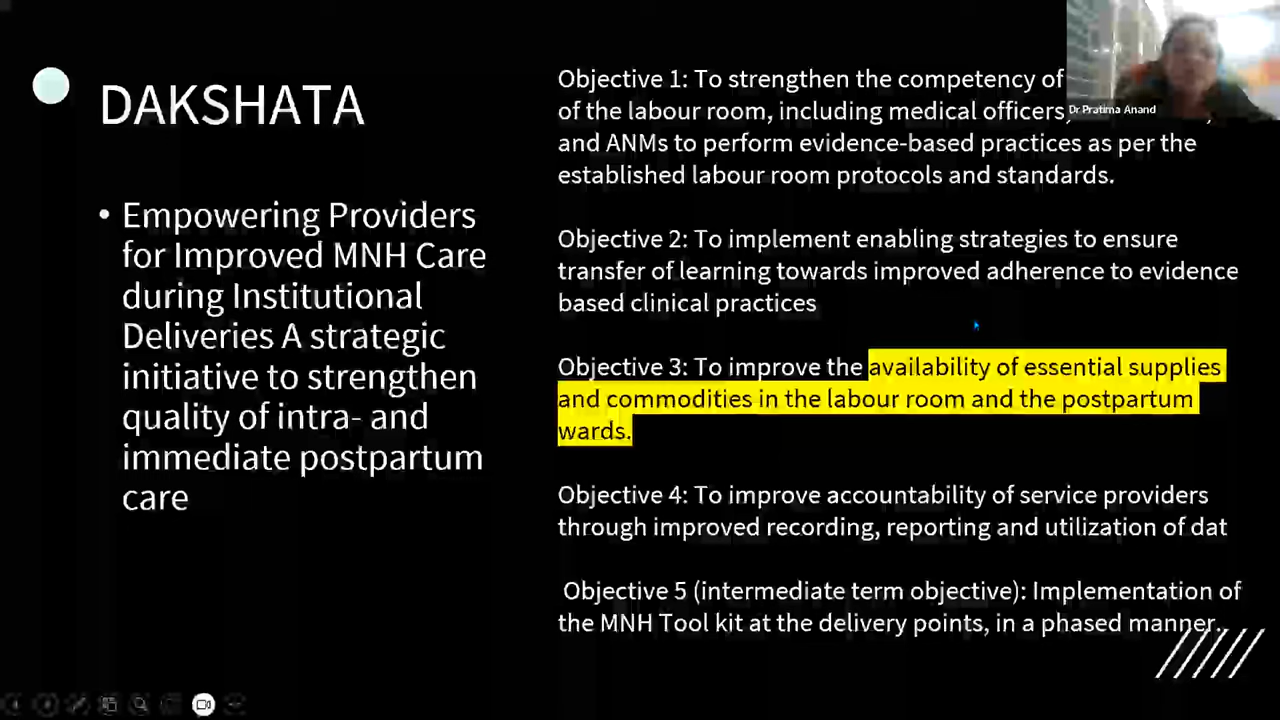 DAKSHATA
• Empowering Providers
for Improved MNH Care
during Institutional
Deliveries A strategic
initiative to strengthen
quality of intra- and
immediate postpartum
care
Objective 1: To strengthen the competency of
of the labour room, including medical officers,
and ANMs to perform evidence-based practices as per the
established labour room protocols and standards.
Objective 2: To implement enabling strategies to ensure
transfer of learning towards improved adherence to evidence
based clinical practices
Objective 3: To improve the availability of essential supplies
and commodities in the labour room and the postpartum
wards.
Objective 4: To improve accountability of service providers
through improved recording, reporting and utilization of dat
Objective 5 (intermediate term objective): Implementation of
the MNH Tool kit at the delivery points, in a phased manner..
Dr Pratima Anand